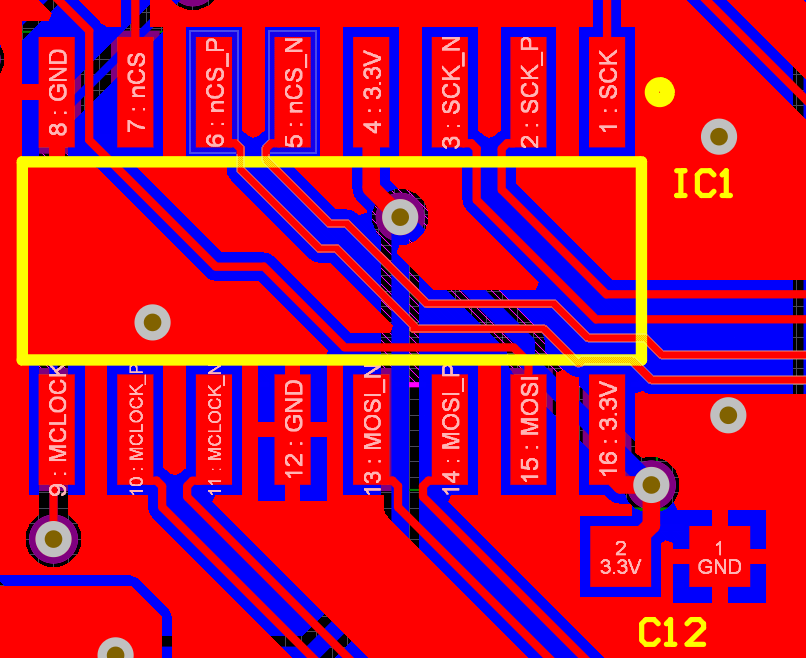 8 : GND
7 : nCS
6 : nCS_P
5 : nCS_N
4 : 3.3V
3 : SCK_N
2 : SCK_P
1 : SCK
IC1
9 : MCLOCK
10 : MCLOCK_P
11 : MCLOCK_N
12 : GND
13 : MOSI_N
14 : MOSI_P
15 : MOSI
16 : 3.3V
2
3.3V
1
GND
C12